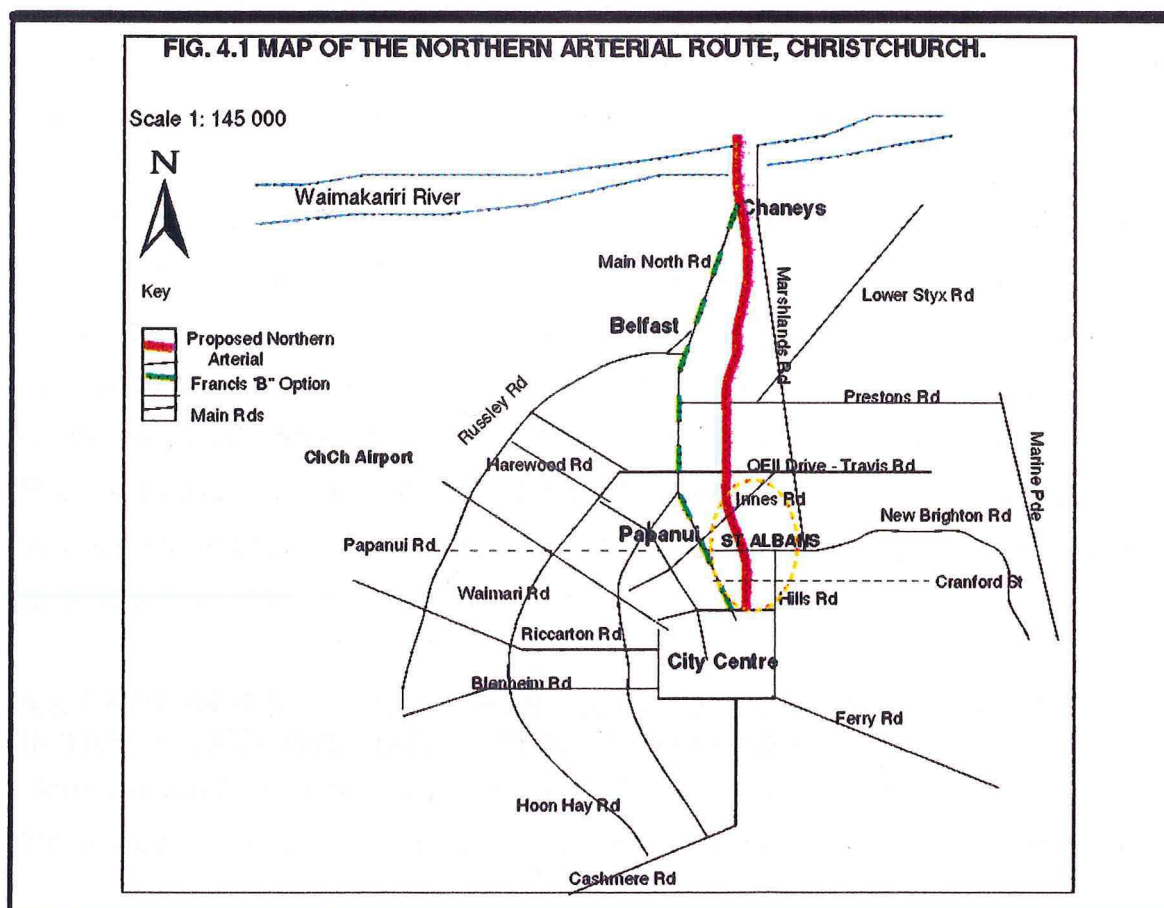 FIG. 4.1 MAP OF THE NORTHERN ARTERIAL ROUTE, CHRISTCHURCH.
Scale 1: 145 000
N
Waimakariri River
Chaneys
Key
Main North Rd
Marshlands Rd
Lower Styx Rd
Belfast
Proposed Northern
Arterial
Francis "B" Option
Main Rds
Russley Rd
Prestons Rd
Marine Pde
ChCh Airport
Harewood Rd
QEII Drive - Travis Rd
Innes Rd
New Brighton Rd
Papanui
ST ALBANS
Papanui Rd
Cranford St
Waimari Rd
Hills Rd
Riccarton Rd
City Centre
Blenheim Rd
Ferry Rd
Hoon Hay Rd
Cashmere Rd